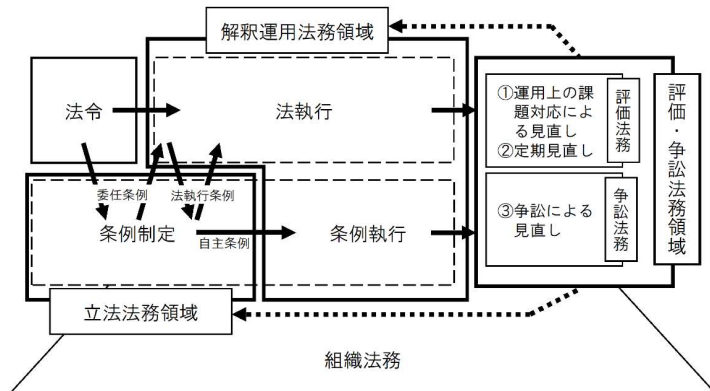 解釈運用法務領域
法令
法執行
①運用上の課
題対応によ
る見直し
②定期見直し
評価法務
評価・争訟法務領域
委任条例
法執行条例
条例制定
自主条例
条例執行
③争訟による
見直し
争訟法務
立法法務領域
組織法務